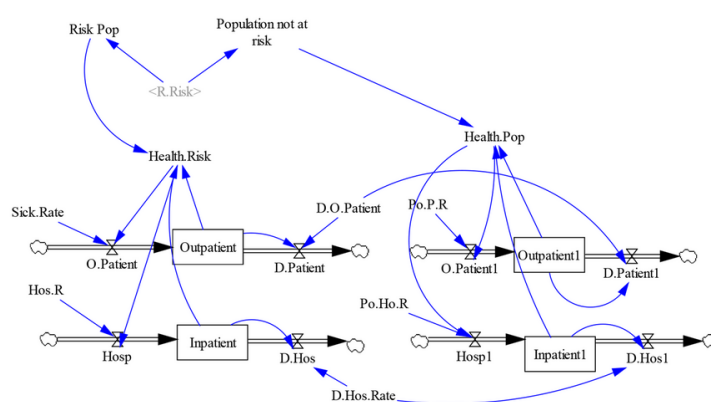 Risk Pop
Population not at
risk
<R.Risk>
Health.Risk
Health.Pop
Sick.Rate
D.O.Patient
Po.P.R
Outpatient
Outpatient1
O.Patient
D.Patient
O.Patient1
D.Patient1
Hos.R
Po.Ho.R
Inpatient
Inpatient1
Hosp
D.Hos
Hosp1
D.Hos1
D.Hos.Rate